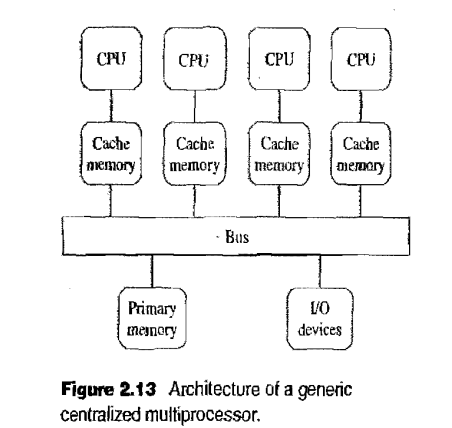 CPU CPU CPU CPU
Cache Cache Cache Cache
memory memory memory memory
Bus
Primary I/O
memory devices
Figure 2.13 Architecture of a generic
centralized multiprocessor.